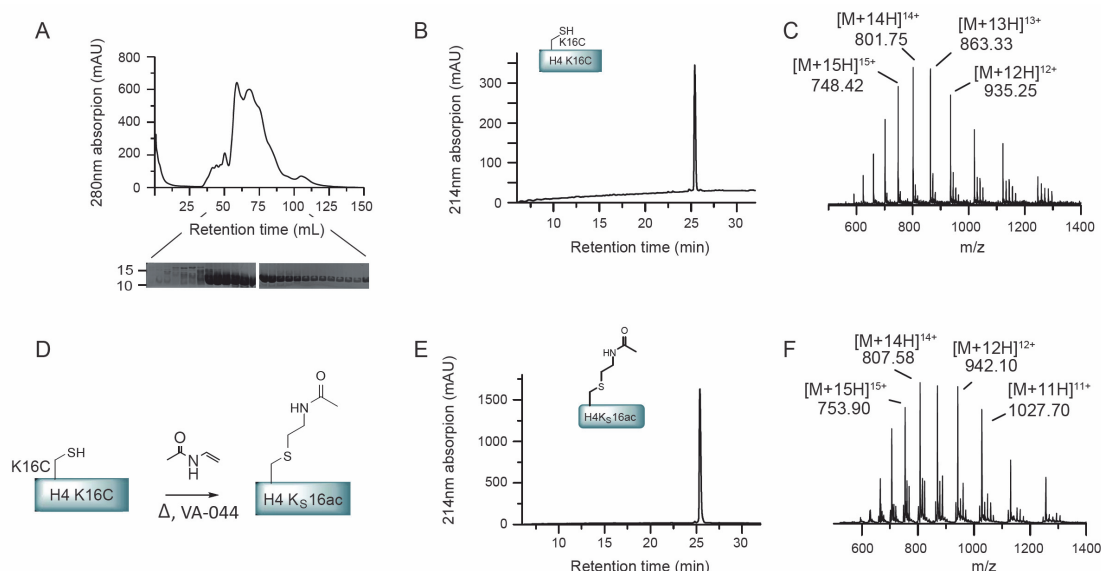 A
280nm absorpion (mAU)
800
600
400
200
0
25
50
75
100
125
150
Retention time (mL)
15
10
B
214nm absorpion (mAU)
300
200
100
0
SH
K16C
H4 K16C
10
15
20
25
30
Retention time (min)
C
[M+14H]14+
801.75
[M+13H]13+
863.33
[M+15H]15+
748.42
[M+12H]12+
935.25
600
800
1000
1200
1400
m/z
D
K16C
SH
H4 K16C
O
N
H
Δ, VA-044
O
HN
S
H4 KS16ac
E
214nm absorpion (mAU)
1500
1000
500
0
O
HN
S
H4KS16ac
10
15
20
25
30
Retention time (min)
F
[M+14H]14+
807.58
[M+12H]12+
942.10
[M+15H]15+
753.90
[M+11H]11+
1027.70
600
800
1000
1200
1400
m/z